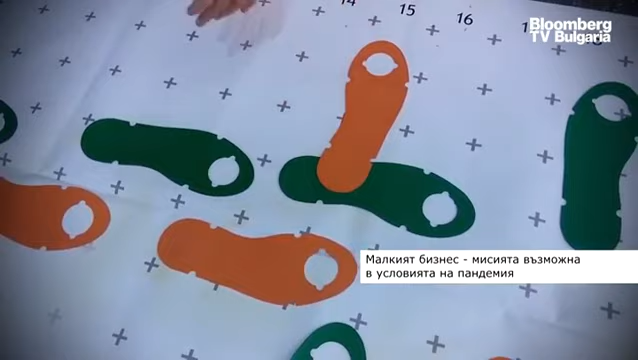 14 15 16
Bloomberg
TV Bulgaria
Малкият бизнес - мисията възможна
в условията на пандемия